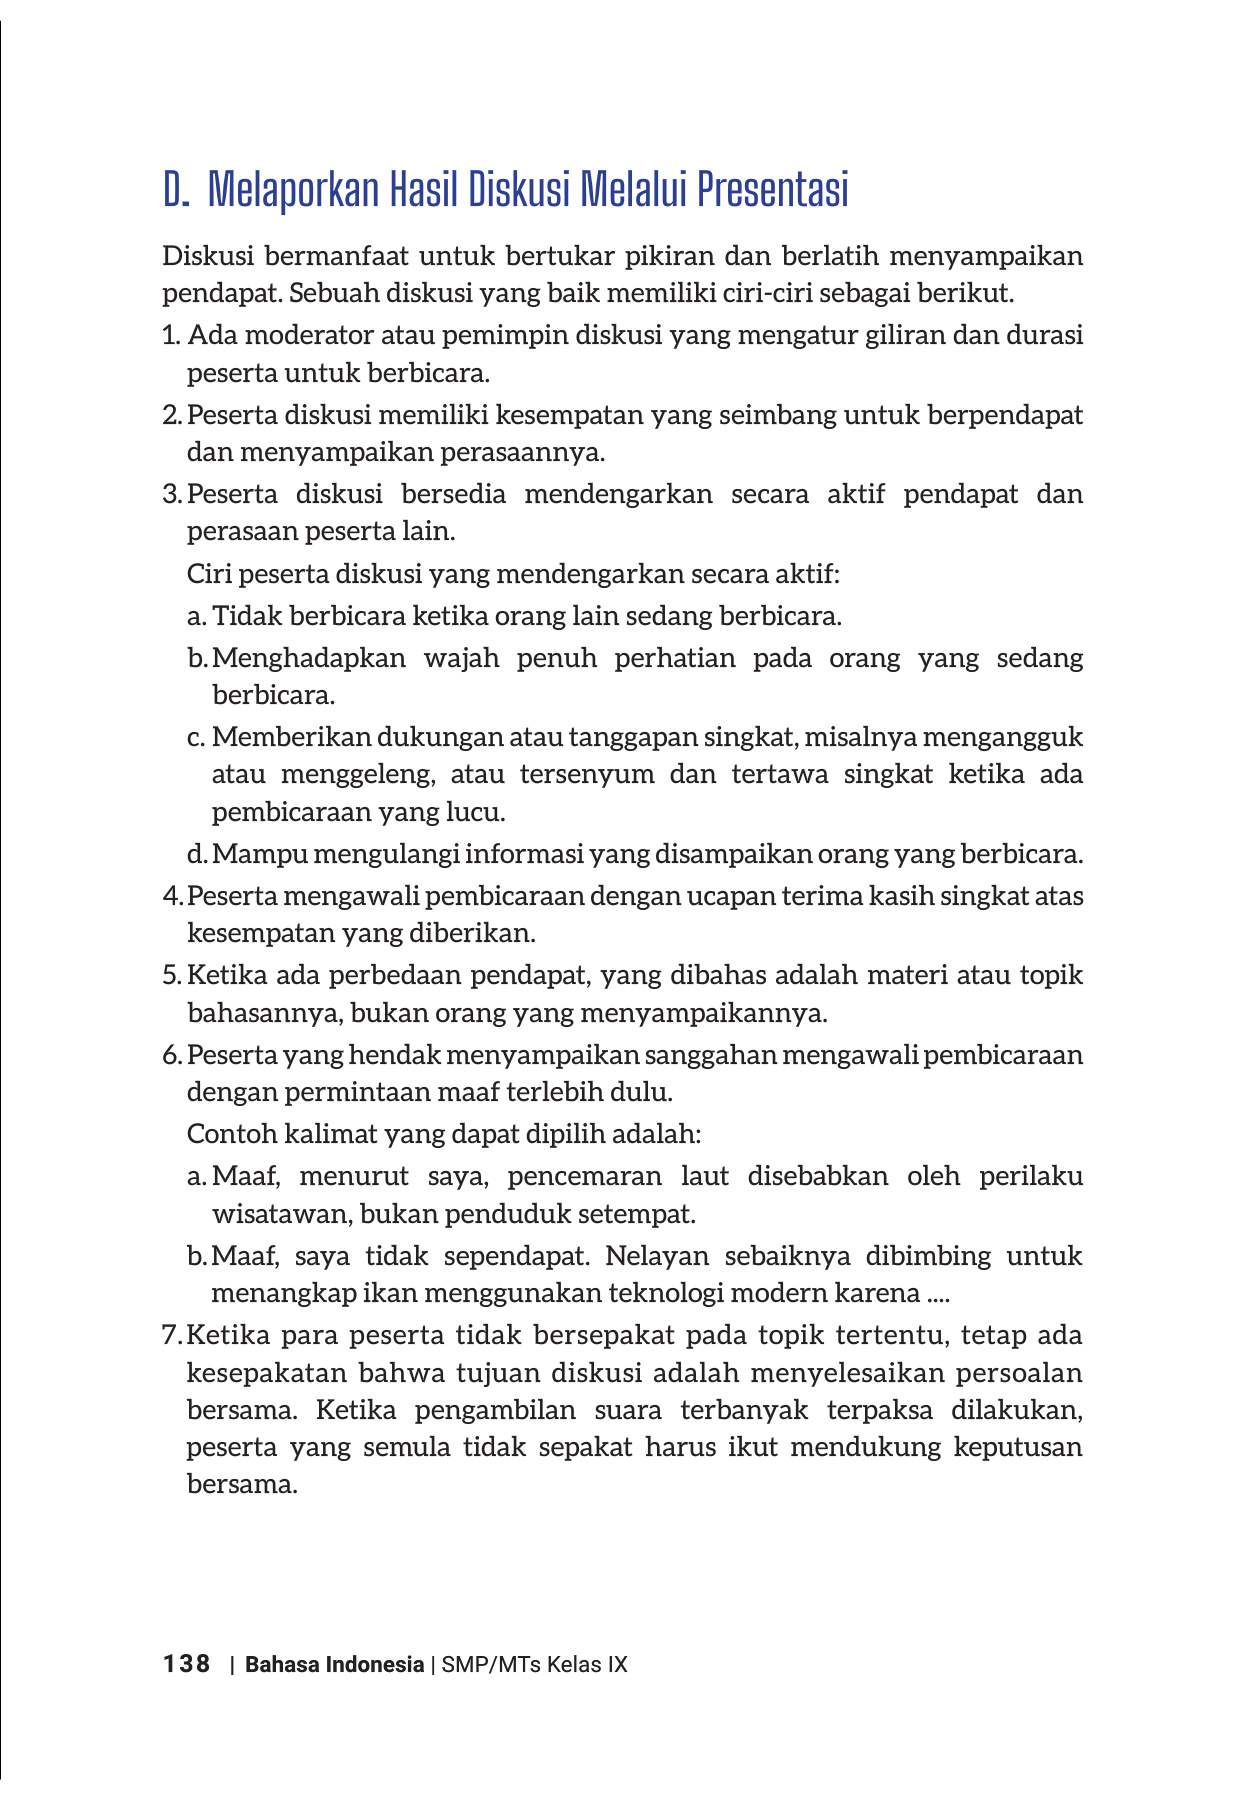 D. Melaporkan Hasil Diskusi Melalui Presentasi
Diskusi bermanfaat untuk bertukar pikiran dan berlatih menyampaikan
pendapat. Sebuah diskusi yang baik memiliki ciri-ciri sebagai berikut.
1. Ada moderator atau pemimpin diskusi yang mengatur giliran dan durasi
peserta untuk berbicara.
2. Peserta diskusi memiliki kesempatan yang seimbang untuk berpendapat
dan menyampaikan perasaannya.
3. Peserta diskusi bersedia mendengarkan secara aktif pendapat dan
perasaan peserta lain.
Ciri peserta diskusi yang mendengarkan secara aktif:
a. Tidak berbicara ketika orang lain sedang berbicara.
b. Menghadapkan wajah penuh perhatian pada orang yang sedang
berbicara.
c. Memberikan dukungan atau tanggapan singkat, misalnya mengangguk
atau menggeleng, atau tersenyum dan tertawa singkat ketika ada
pembicaraan yang lucu.
d. Mampu mengulangi informasi yang disampaikan orang yang berbicara.
4. Peserta mengawali pembicaraan dengan ucapan terima kasih singkat atas
kesempatan yang diberikan.
5. Ketika ada perbedaan pendapat, yang dibahas adalah materi atau topik
bahasannya, bukan orang yang menyampaikannya.
6. Peserta yang hendak menyampaikan sanggahan mengawali pembicaraan
dengan permintaan maaf terlebih dulu.
Contoh kalimat yang dapat dipilih adalah:
a. Maaf, menurut saya, pencemaran laut disebabkan oleh perilaku
wisatawan, bukan penduduk setempat.
b. Maaf, saya tidak sependapat. Nelayan sebaiknya dibimbing untuk
menangkap ikan menggunakan teknologi modern karena ....
7. Ketika para peserta tidak bersepakat pada topik tertentu, tetap ada
kesepakatan bahwa tujuan diskusi adalah menyelesaikan persoalan
bersama. Ketika pengambilan suara terbanyak terpaksa dilakukan,
peserta yang semula tidak sepakat harus ikut mendukung keputusan
bersama.
138 | Bahasa Indonesia | SMP/MTs Kelas IX